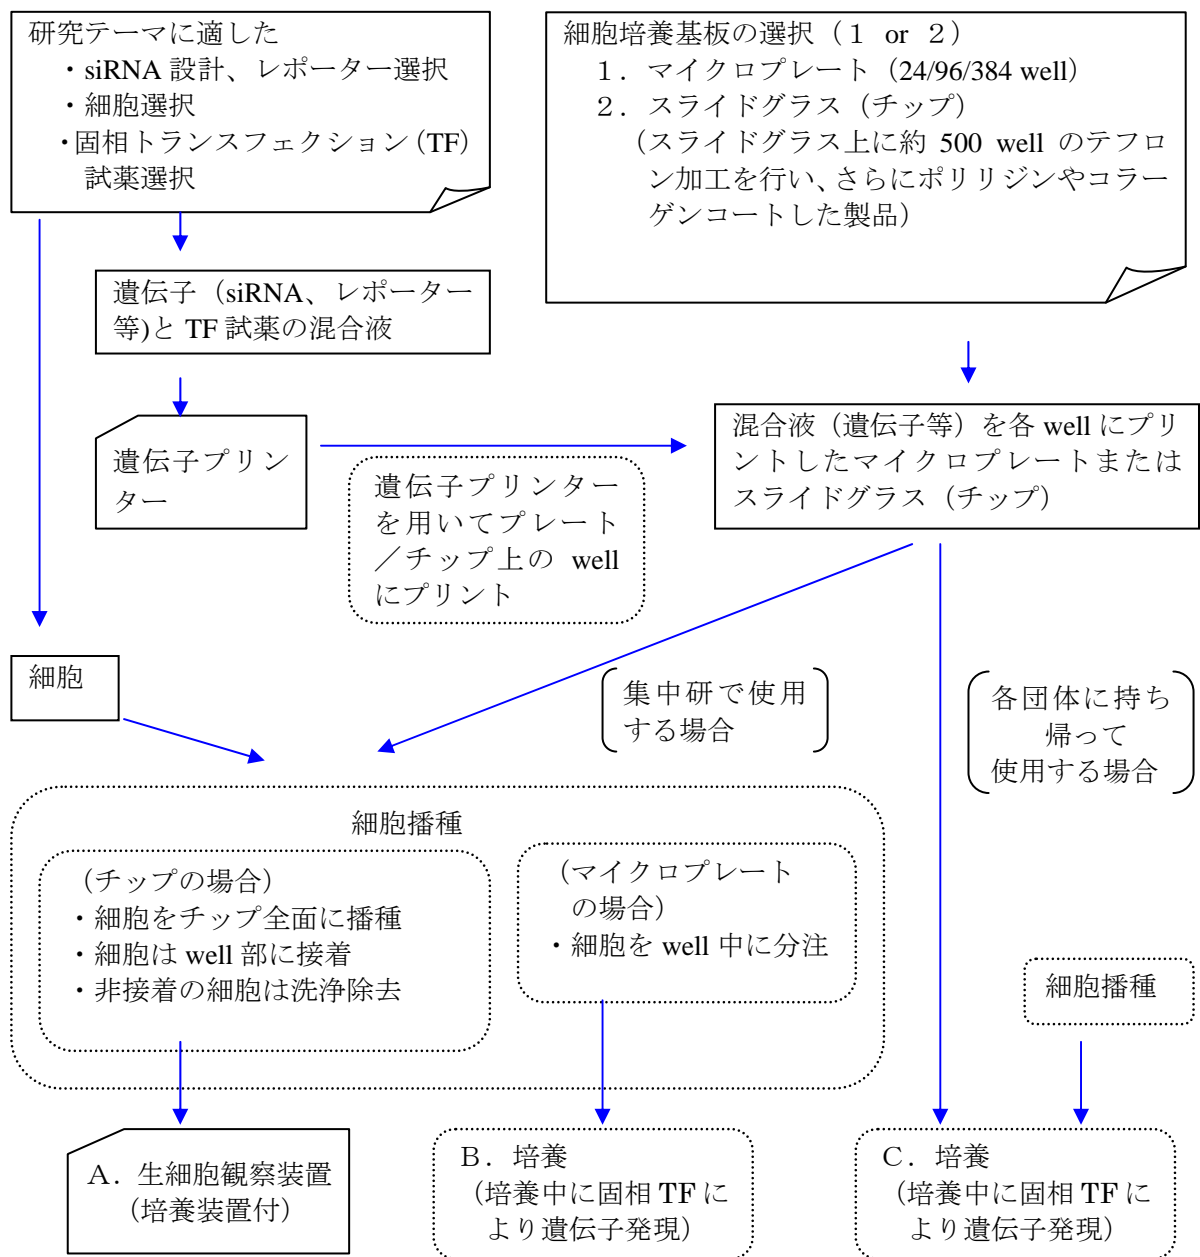 研究テーマに適した
・siRNA 設計、レポーター選択
・細胞選択
・固相トランスフェクション（TF）
試薬選択
細胞培養基板の選択（１ or ２）
１．マイクロプレート（24/96/384 well）
２．スライドグラス（チップ）
（スライドグラス上に約 500 well のテフロ
ン加工を行い、さらにポリリジンやコラー
ゲンコートした製品）
遺伝子（siRNA、レポーター
等)と TF 試薬の混合液
遺伝子プリン
ター
遺伝子プリンター
を用いてプレート
／チップ上の well
にプリント
混合液（遺伝子等）を各 well にプリ
ントしたマイクロプレートまたは
スライドグラス（チップ）
細胞
集中研で使用
する場合
各団体に持ち
帰って
使用する場合
細胞播種
（チップの場合）
・細胞をチップ全面に播種
・細胞は well 部に接着
・非接着の細胞は洗浄除去
（マイクロプレート
の場合）
・細胞を well 中に分注
細胞播種
Ａ．生細胞観察装置
（培養装置付）
Ｂ．培養
（培養中に固相 TF に
より遺伝子発現）
Ｃ．培養
（培養中に固相 TF に
より遺伝子発現）